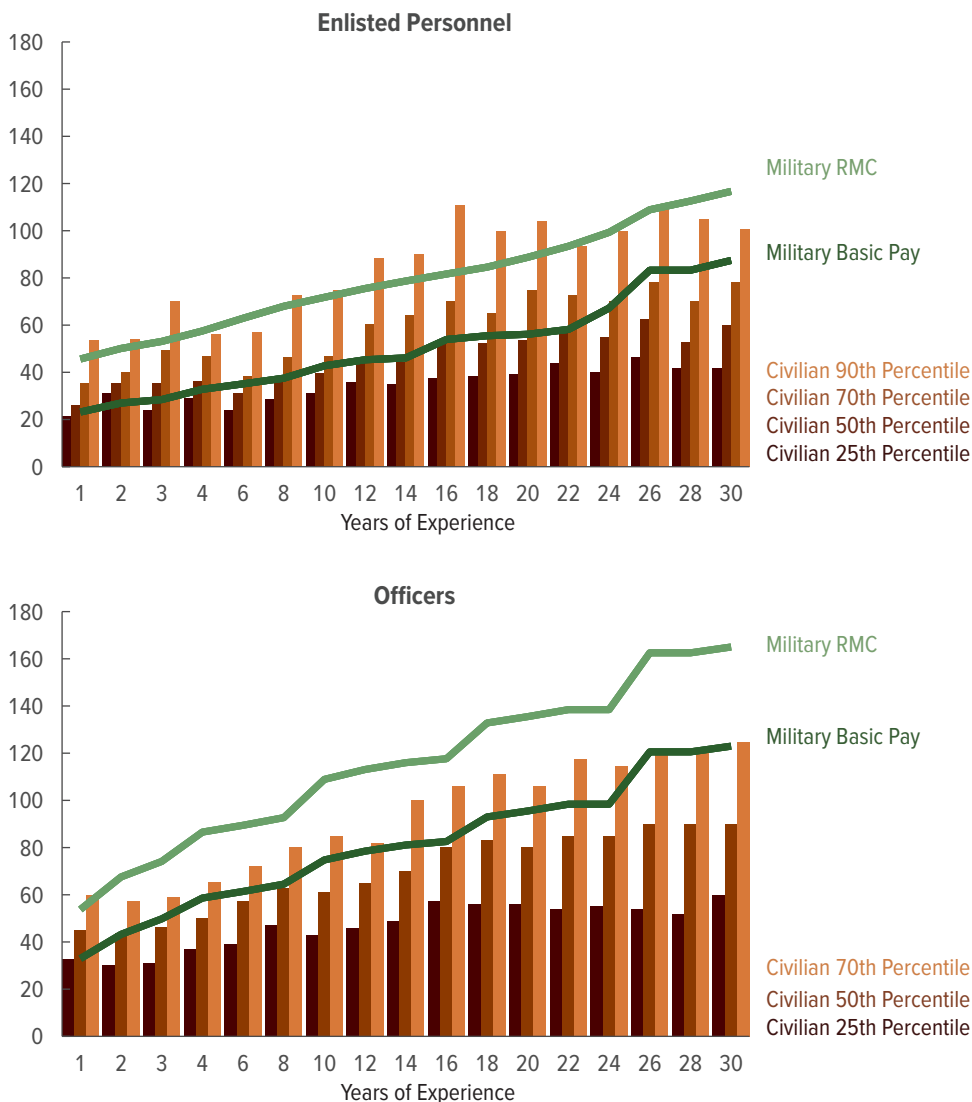 Enlisted Personnel
180
160
140
120
100
80
60
40
20
0
Military RMC
Military Basic Pay
Civilian 90th Percentile
Civilian 70th Percentile
Civilian 50th Percentile
Civilian 25th Percentile
1 2 3 4 6 8 10 12 14 16 18 20 22 24 26 28 30
Years of Experience
Officers
180
160
140
120
100
80
60
40
20
0
Military RMC
Military Basic Pay
Civilian 70th Percentile
Civilian 50th Percentile
Civilian 25th Percentile
1 2 3 4 6 8 10 12 14 16 18 20 22 24 26 28 30
Years of Experience